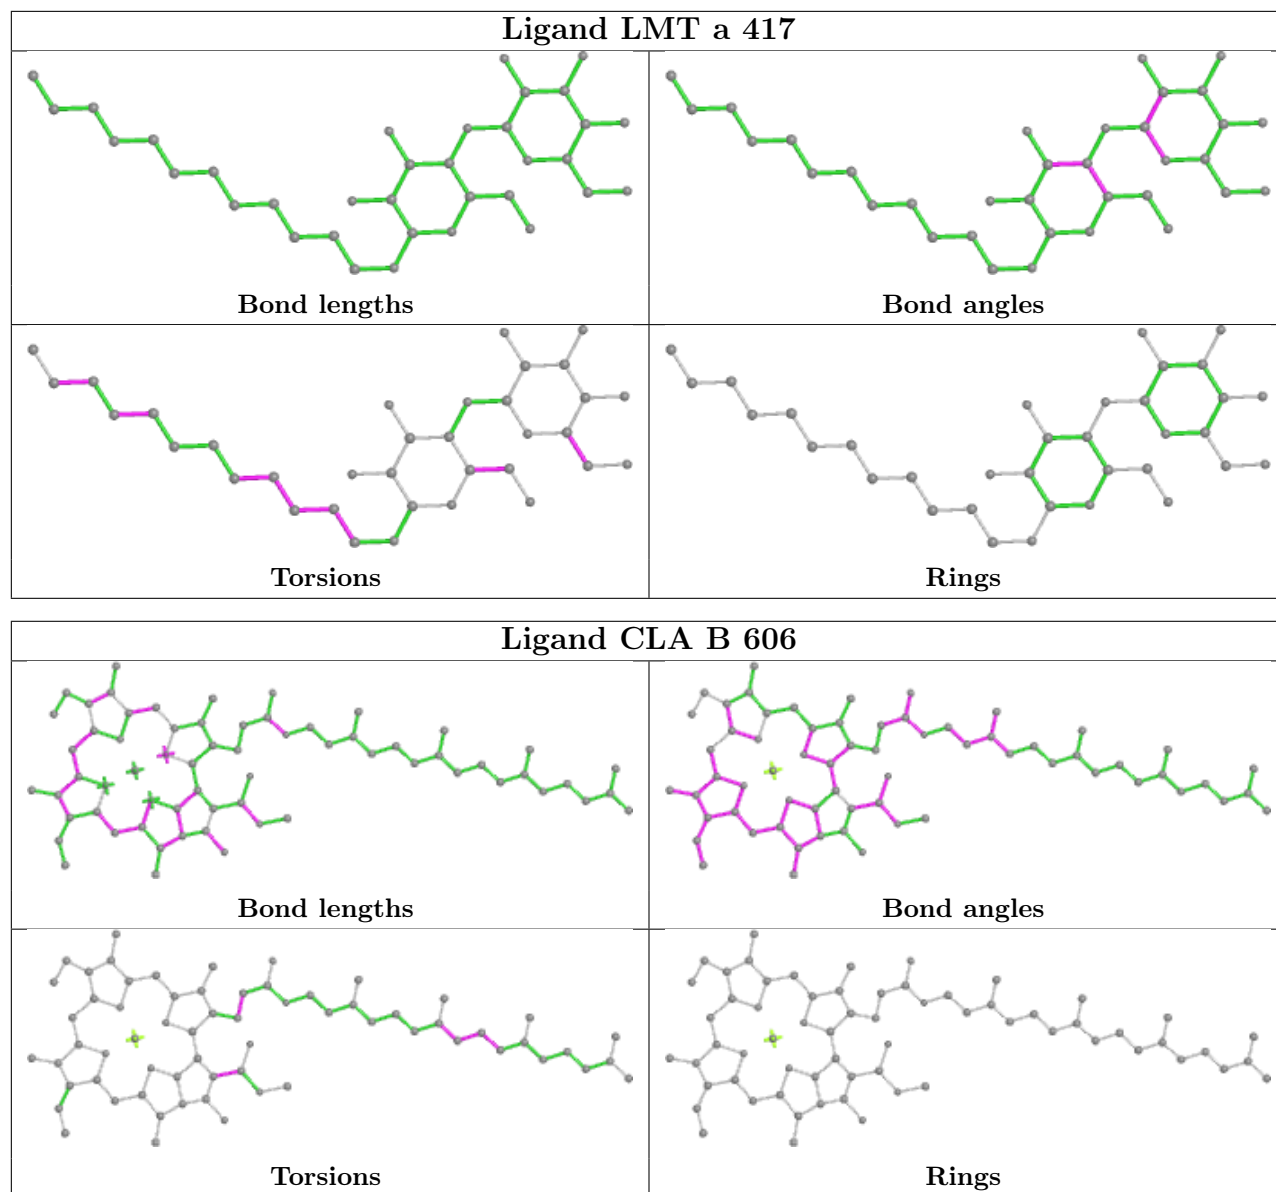 Ligand LMT a 417
Bond lengths
Bond angles
Torsions
Rings
Ligand CLA B 606
Bond lengths
Bond angles
Torsions
Rings